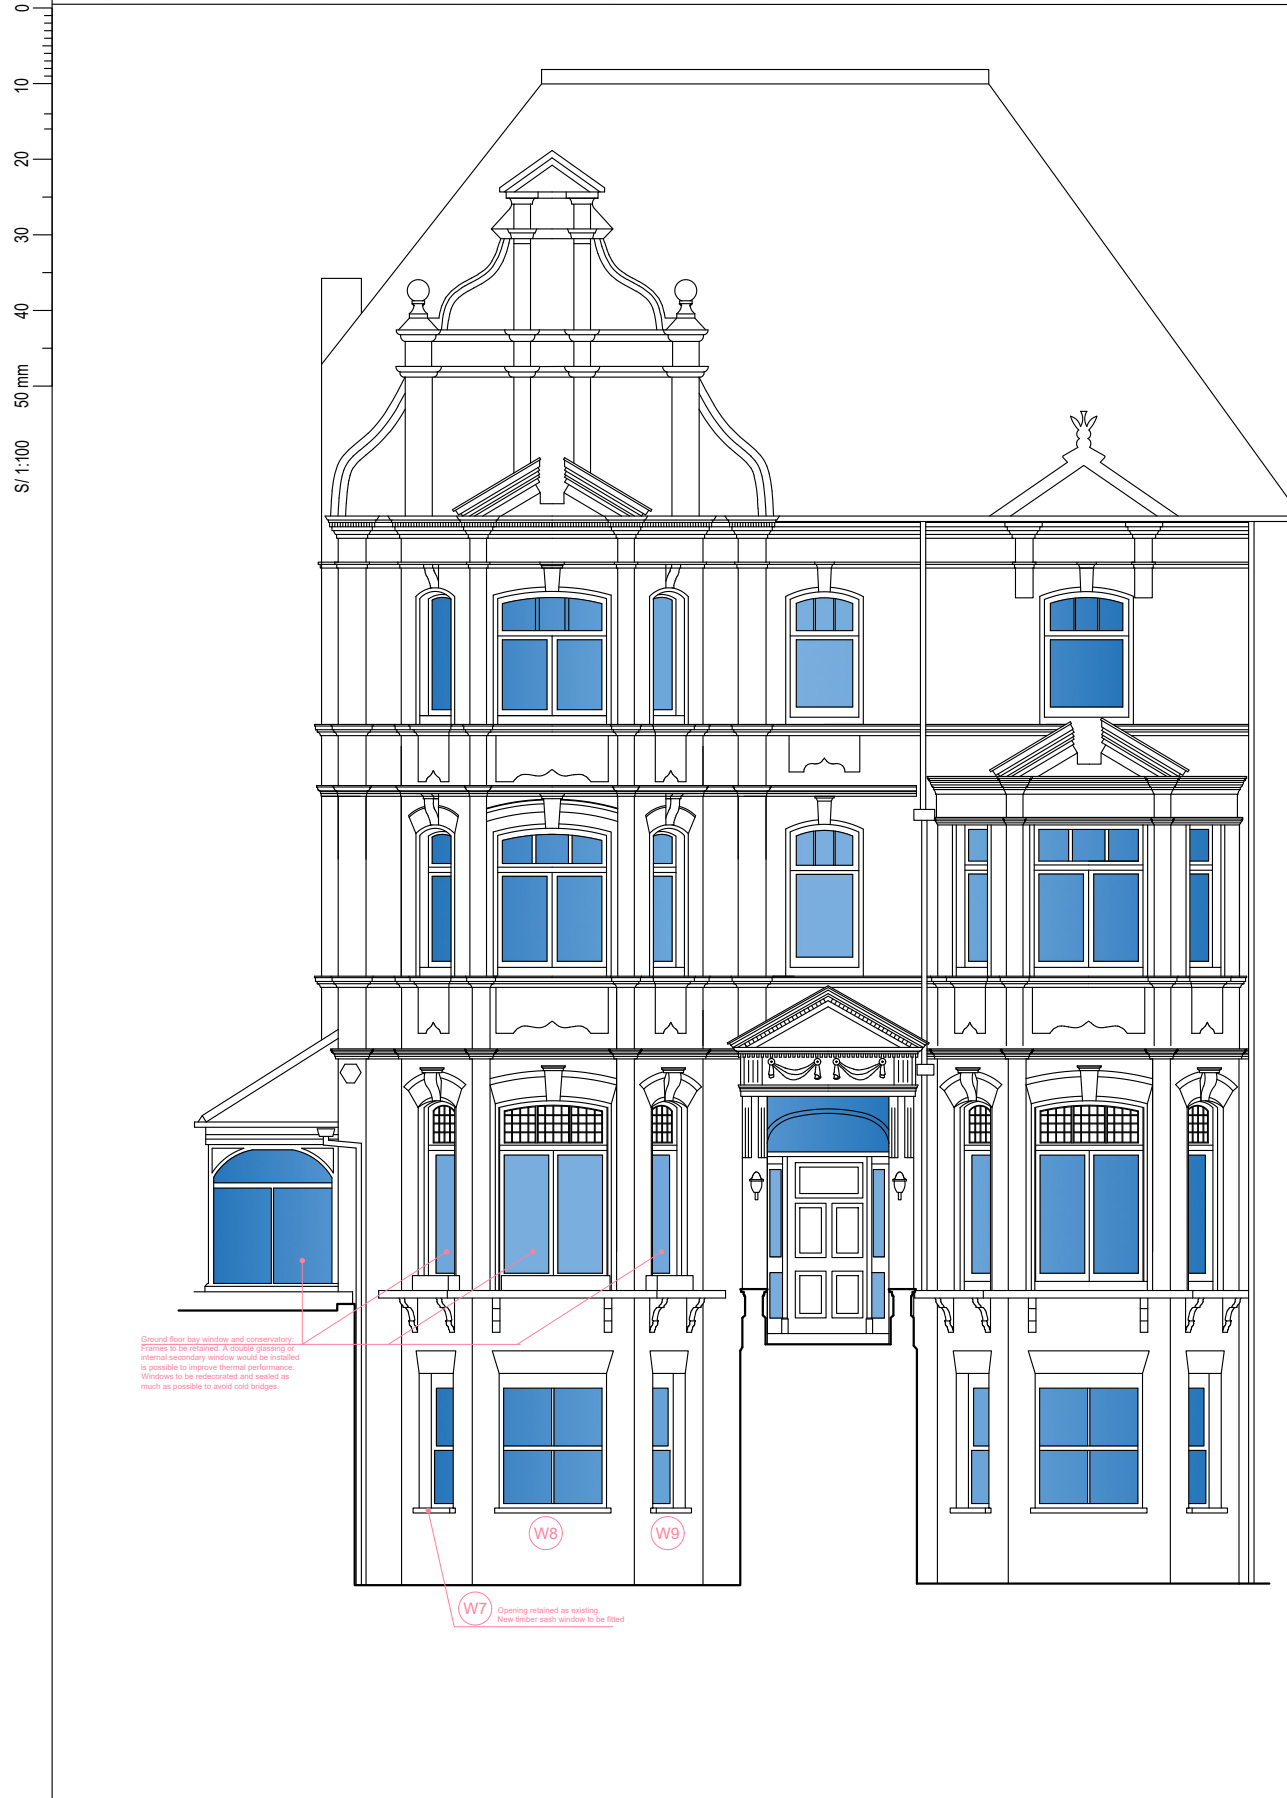 0
10
20
30
40
50 mm
S/ 1:100
Ground floor bay window and conservatory:
Frames to be retained. A double glassing or
internal secondary window would be installed
is possible to improve thermal performance.
Windows to be redecorated and sealed as
much as possible to avoid cold bridges.
W8
W9
W7
Opening retained as existing.
New timber sash window to be fitted